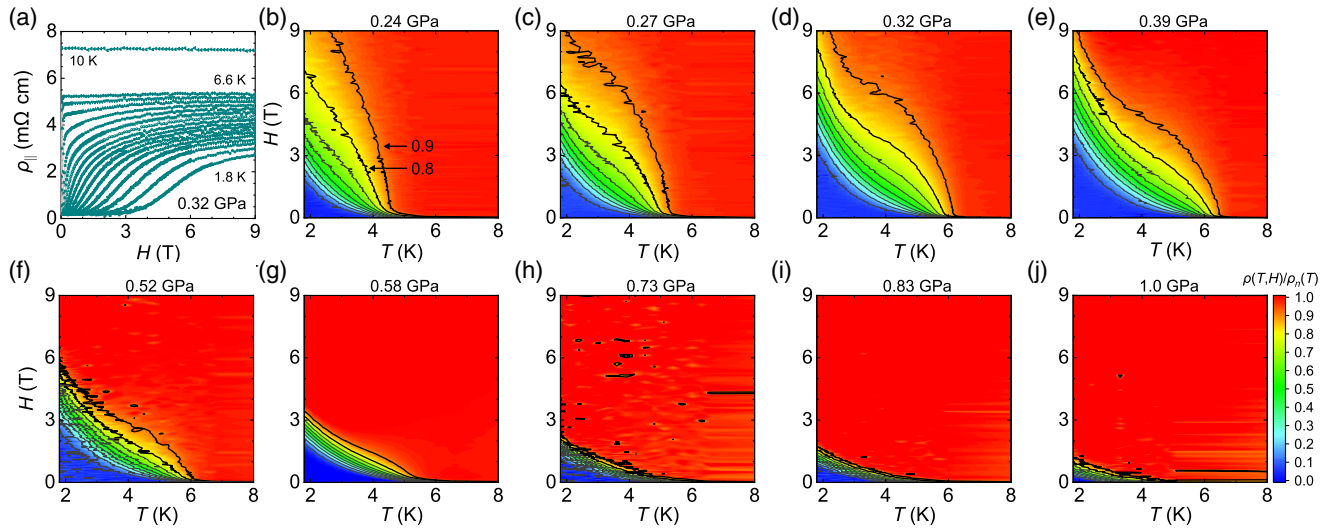 (a)
8
6
4
2
0
ρ∥ (mΩ cm)
10 K
6.6 K
1.8 K
0.32 GPa
0 3 6 9
H (T)
(b) 0.24 GPa
9
6
3
0
H (T)
0.9
0.8
2 4 6 8
T (K)
(c) 0.27 GPa
9
6
3
0
2 4 6 8
T (K)
(d) 0.32 GPa
9
6
3
0
2 4 6 8
T (K)
(e) 0.39 GPa
9
6
3
0
2 4 6 8
T (K)
(f) 0.52 GPa
9
6
3
0
H (T)
2 4 6 8
T (K)
(g) 0.58 GPa
9
6
3
0
2 4 6 8
T (K)
(h) 0.73 GPa
9
6
3
0
2 4 6 8
T (K)
(i) 0.83 GPa
9
6
3
0
2 4 6 8
T (K)
(j) 1.0 GPa
9
6
3
0
2 4 6 8
T (K)
ρ(T,H)/ρn(T)
1.0
0.9
0.8
0.7
0.6
0.5
0.4
0.3
0.2
0.1
0.0